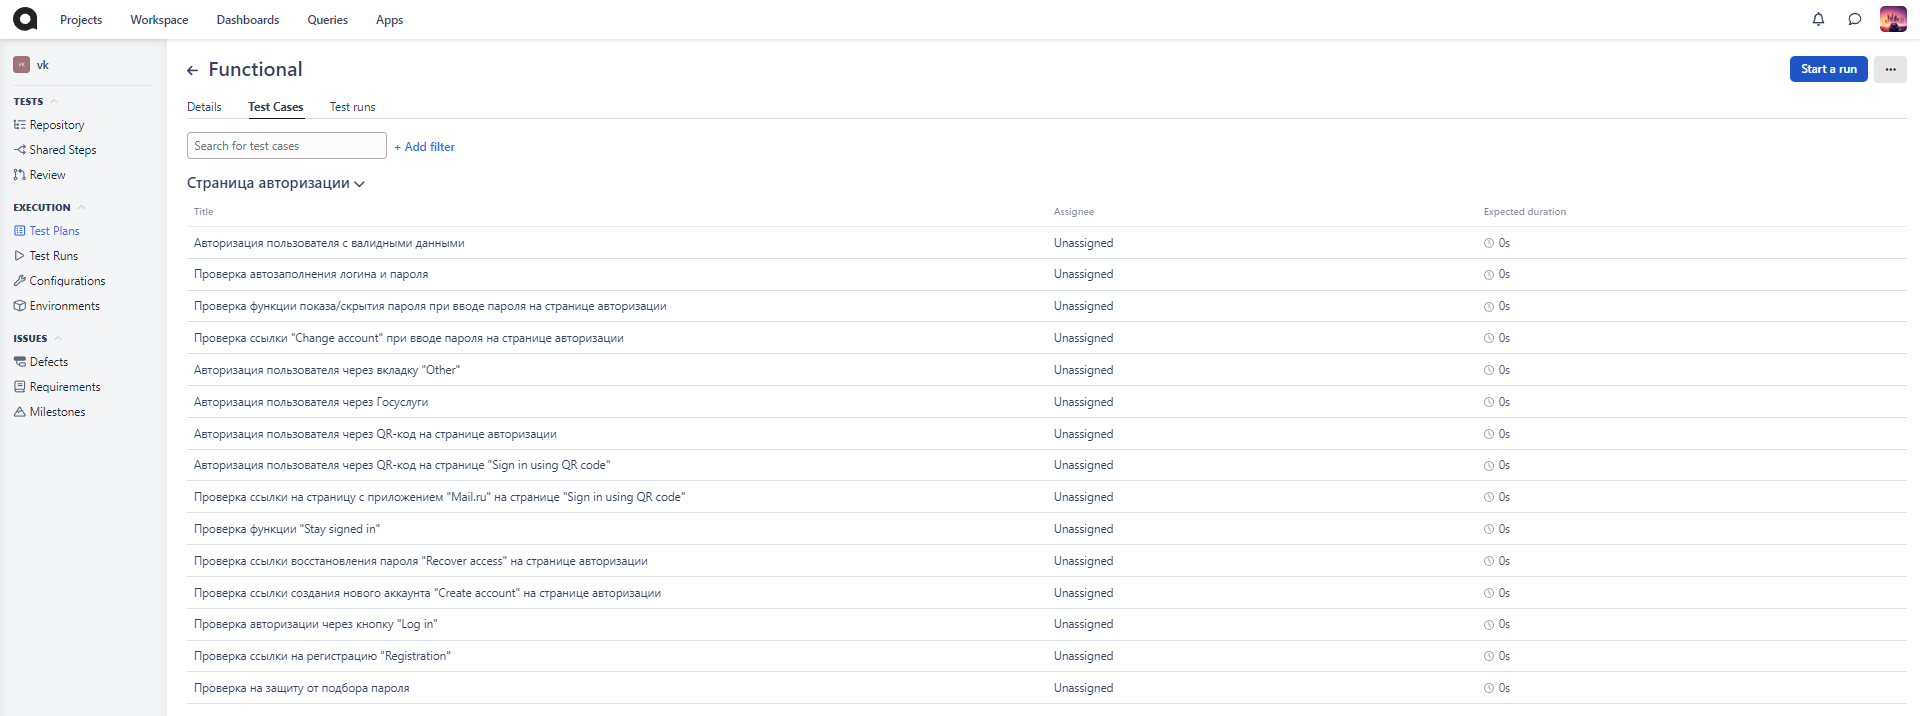 Projects Workspace Dashboards Queries Apps
VK vk
TESTS
Repository
Shared Steps
Review
EXECUTION
Test Plans
Test Runs
Configurations
Environments
ISSUES
Defects
Requirements
Milestones
Functional
Start a run
Details Test Cases Test runs
Search for test cases + Add filter
Страница авторизации
Title Assignee Expected duration
Авторизация пользователя с валидными данными Unassigned 0s
Проверка автозаполнения логина и пароля Unassigned 0s
Проверка функции показа/скрытия пароля при вводе пароля на странице авторизации Unassigned 0s
Проверка ссылки "Change account" при вводе пароля на странице авторизации Unassigned 0s
Авторизация пользователя через вкладку "Other" Unassigned 0s
Авторизация пользователя через Госуслуги Unassigned 0s
Авторизация пользователя через QR-код на странице авторизации Unassigned 0s
Авторизация пользователя через QR-код на странице "Sign in using QR code" Unassigned 0s
Проверка ссылки на страницу с приложением "Mail.ru" на странице "Sign in using QR code" Unassigned 0s
Проверка функции "Stay signed in" Unassigned 0s
Проверка ссылки восстановления пароля "Recover access" на странице авторизации Unassigned 0s
Проверка ссылки создания нового аккаунта "Create account" на странице авторизации Unassigned 0s
Проверка авторизации через кнопку "Log in" Unassigned 0s
Проверка ссылки на регистрацию "Registration" Unassigned 0s
Проверка на защиту от подбора пароля Unassigned 0s